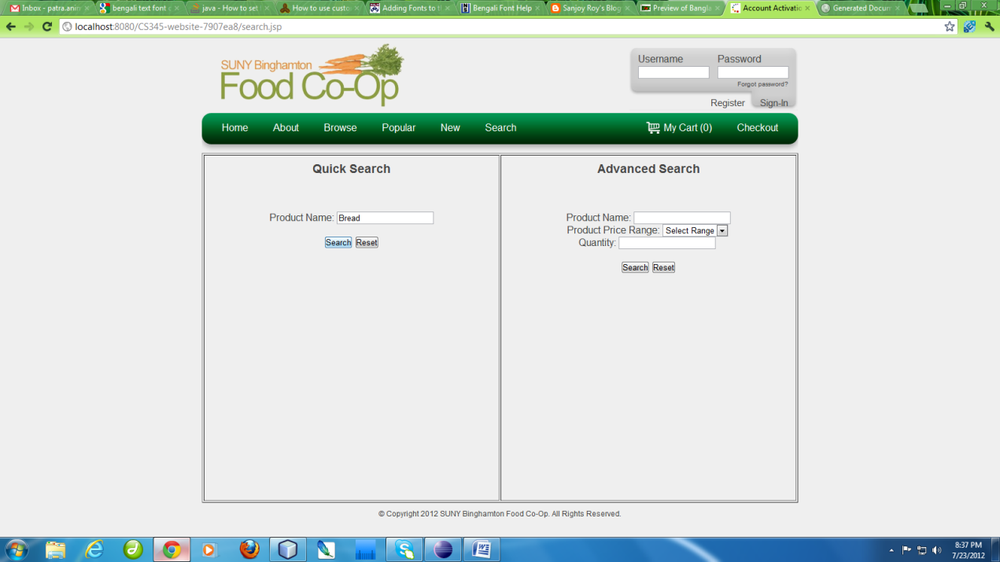 Inbox - patra.anim
bengali text font
java - How to set
How to use custo
Adding Fonts to
Bengali Font Help
Sanjoy Roy's Blog
Preview of Bangla
Account Activatio
Generated Docum
localhost:8080/CS345-website-7907ea8/search.jsp
SUNY Binghamton
Food Co-Op
Username Password
Forgot password?
Register Sign-In
Home About Browse Popular New Search My Cart (0) Checkout
Quick Search
Product Name: Bread
Search Reset
Advanced Search
Product Name:
Product Price Range: Select Range
Quantity:
Search Reset
© Copyright 2012 SUNY Binghamton Food Co-Op. All Rights Reserved.
8:37 PM
7/23/2012